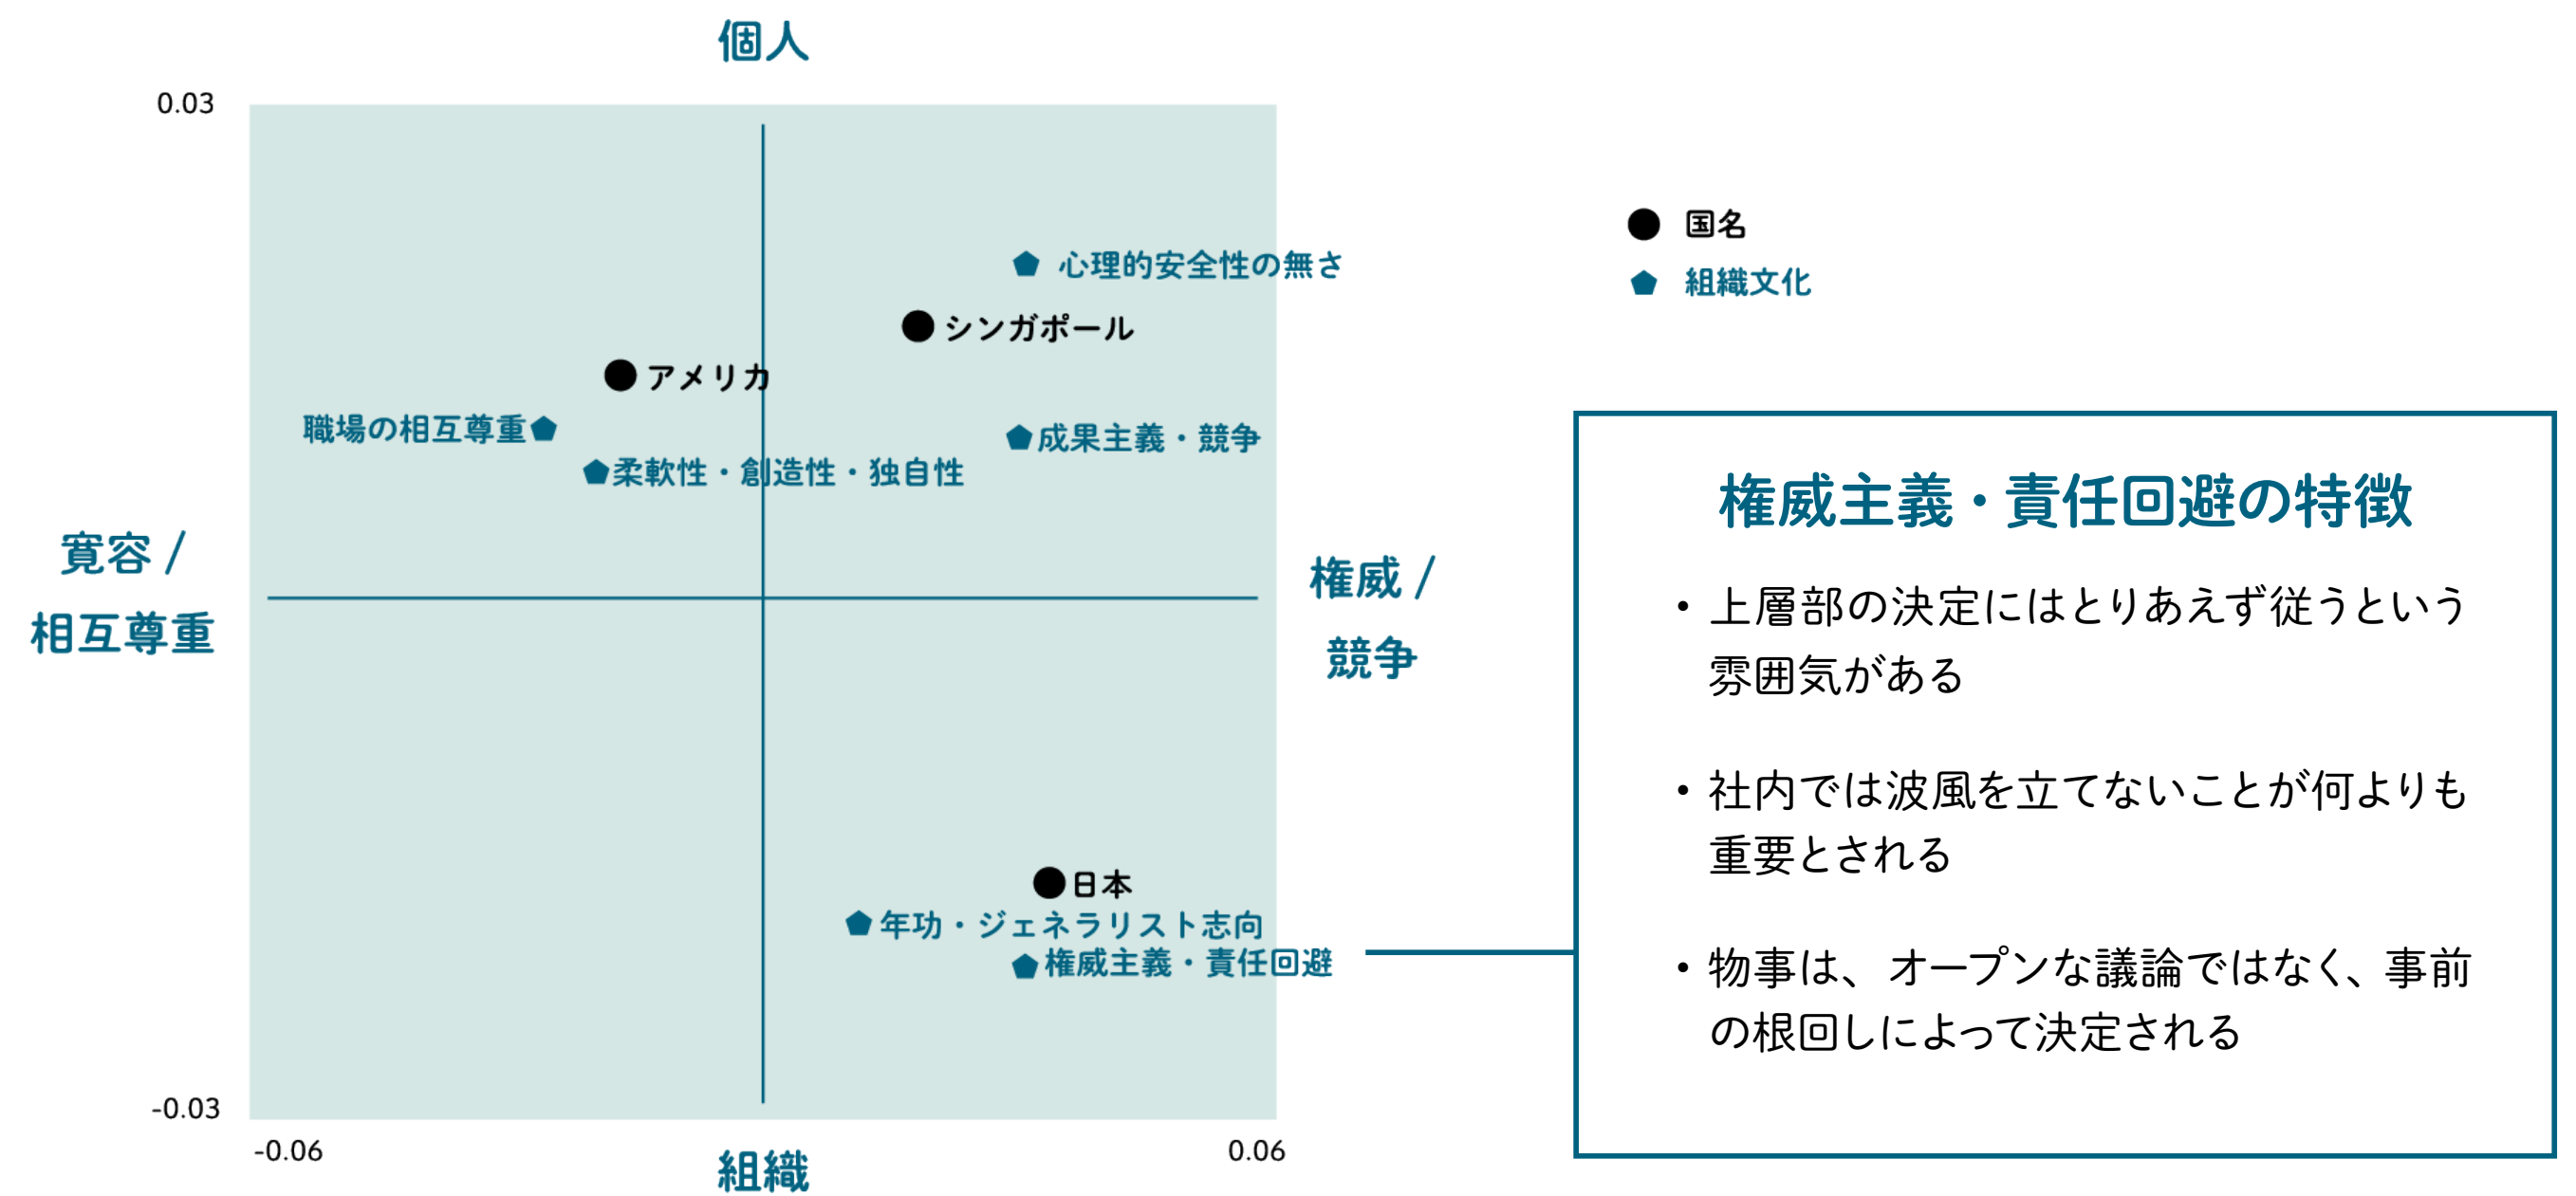 個人
0.03
心理的安全性の無さ
シンガポール
アメリカ
職場の相互尊重
成果主義・競争
柔軟性・創造性・独自性
寛容 /
相互尊重
権威 /
競争
日本
年功・ジェネラリスト志向
権威主義・責任回避
-0.03
-0.06
0.06
組織
国名
組織文化
権威主義・責任回避の特徴
・上層部の決定にはとりあえず従うという
雰囲気がある
・社内では波風を立てないことが何よりも
重要とされる
・物事は、オープンな議論ではなく、事前
の根回しによって決定される